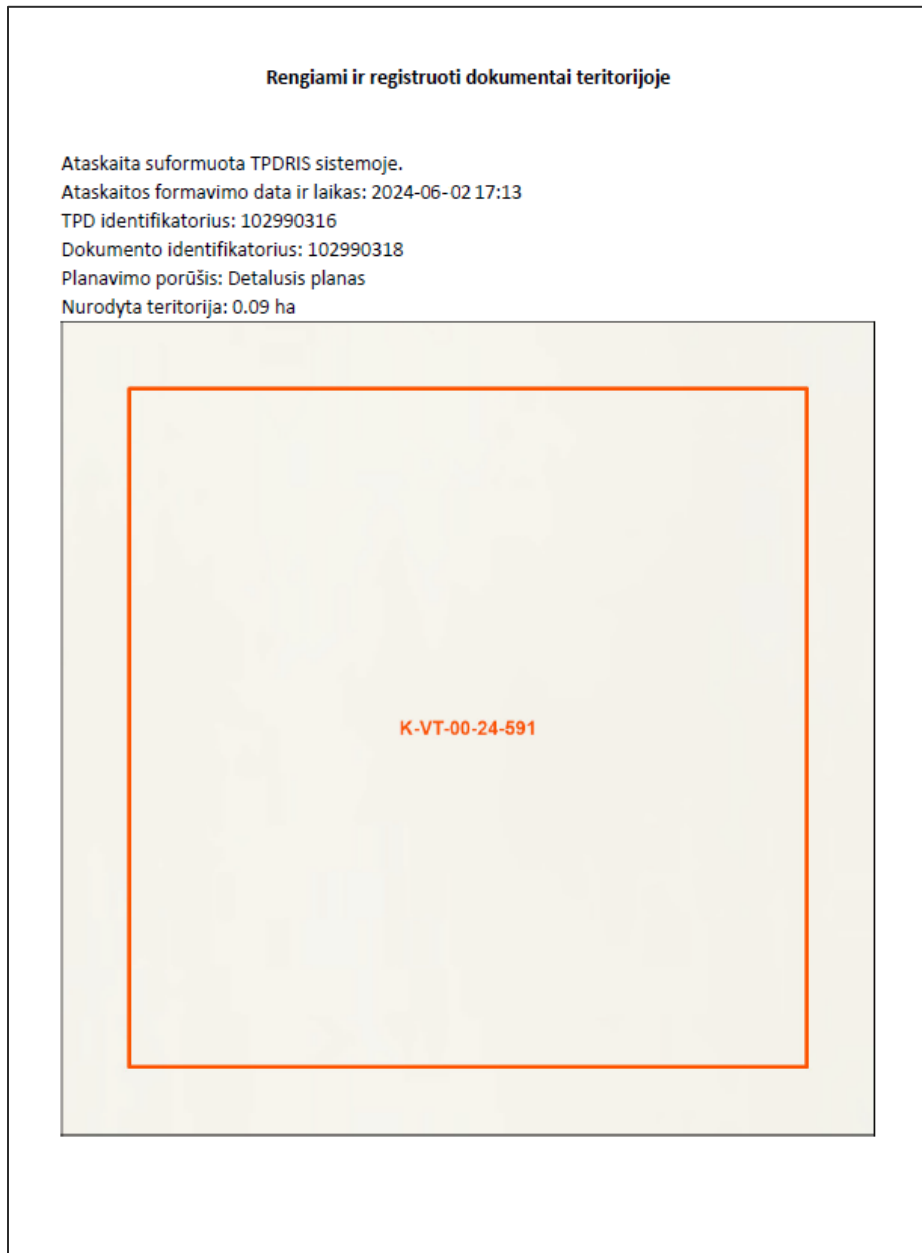 Rengiami ir registruoti dokumentai teritorijoje
Ataskaita suformuota TPDRIS sistemoje.
Ataskaitos formavimo data ir laikas: 2024-06-02 17:13
TPD identifikatorius: 102990316
Dokumento identifikatorius: 102990318
Planavimo porūšis: Detalusis planas
Nurodyta teritorija: 0.09 ha
K-VT-00-24-591